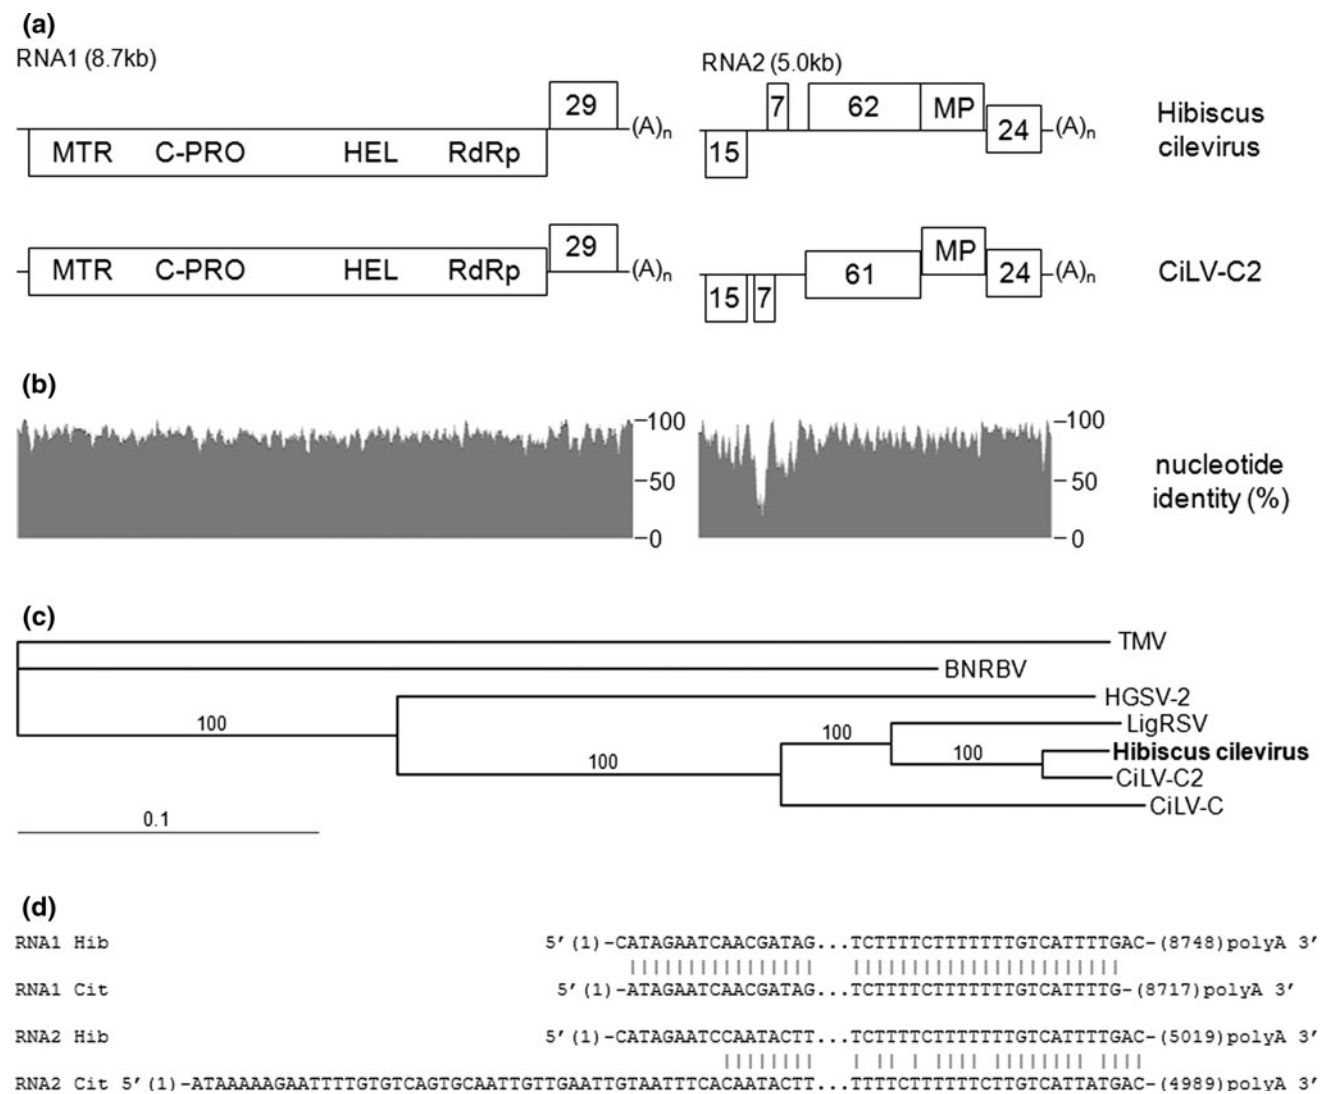 (a)
RNA1 (8.7kb)
RNA2 (5.0kb)
29
(A)n
MTR C-PRO HEL RdRp
7
62
MP
15
24
(A)n
Hibiscus
cilevirus
29
(A)n
MTR C-PRO HEL RdRp
15
7
61
MP
24
(A)n
CiLV-C2
(b)
100
50
0
100
50
0
nucleotide
identity (%)
(c)
TMV
BNRBV
HGSV-2
100
LigRSV
100
Hibiscus cilevirus
100
100
CiLV-C2
CiLV-C
0.1
(d)
RNA1 Hib 5′(1)-CATAGAATCAACGATAG...TCTTTTCTTTTTTTGTCATTTTGAC-(8748)polyA 3′
RNA1 Cit 5′(1)-ATAGAATCAACGATAG...TCTTTTCTTTTTTTGTCATTTTG-(8717)polyA 3′
RNA2 Hib 5′(1)-CATAGAATCCAATACTT...TCTTTTCTTTTTTTGTCATTTTGAC-(5019)polyA 3′
RNA2 Cit 5′(1)-ATAAAAAGAATTTTGTGTCAGTGCAATTGTTGAATTGTAATTTCACAATACTT...TTTTCTTTTTTCTTGTCATTATGAC-(4989)polyA 3′